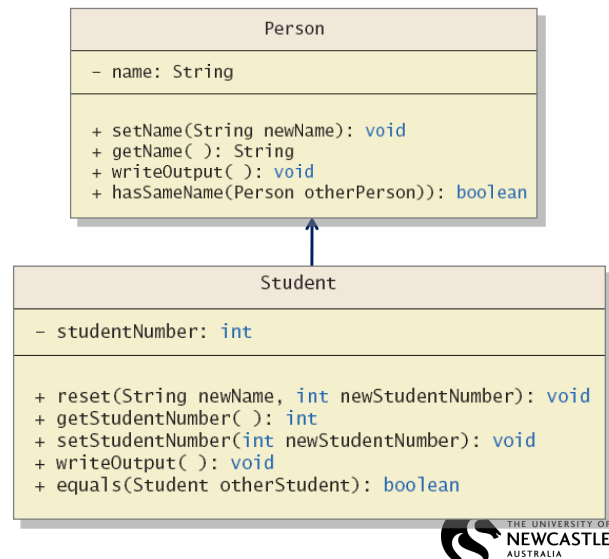 Person
- name: String
+ setName(String newName): void
+ getName( ): String
+ writeOutput( ): void
+ hasSameName(Person otherPerson)): boolean
Student
- studentNumber: int
+ reset(String newName, int newStudentNumber): void
+ getStudentNumber( ): int
+ setStudentNumber(int newStudentNumber): void
+ writeOutput( ): void
+ equals(Student otherStudent): boolean
THE UNIVERSITY OF
NEWCASTLE
AUSTRALIA